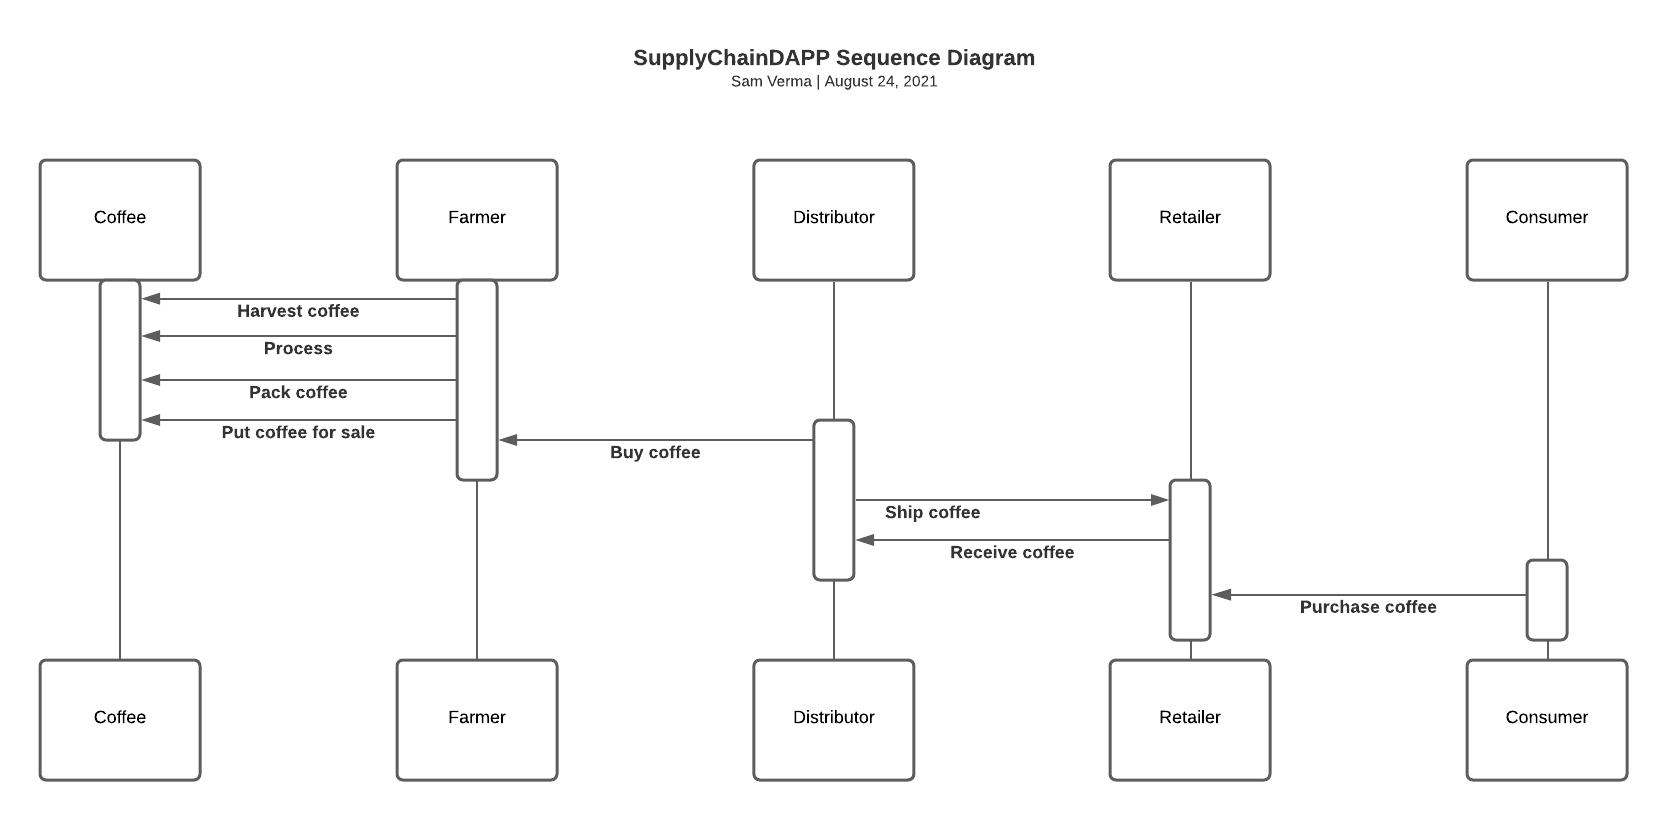 SupplyChainDAPP Sequence Diagram
Sam Verma | August 24, 2021
Coffee
Farmer
Distributor
Retailer
Consumer
Harvest coffee
Process
Pack coffee
Put coffee for sale
Buy coffee
Ship coffee
Receive coffee
Purchase coffee
Coffee
Farmer
Distributor
Retailer
Consumer